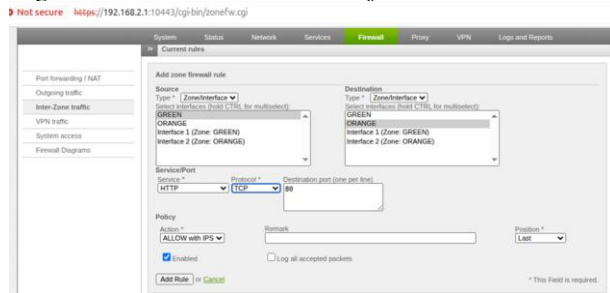 Not secure https://192.168.2.1:10443/cgi-bin/zonefw.cgi
System Status Network Services Firewall Proxy VPN Logs and Reports
» Current rules
Port forwarding / NAT
Outgoing traffic
Inter-Zone traffic
VPN traffic
System access
Firewall Diagrams
Add zone firewall rule
Source Destination
Type * Zone/Interface Type * Zone/Interface
Select interfaces (hold CTRL for multiselect): Select interfaces (hold CTRL for multiselect):
GREEN GREEN
ORANGE ORANGE
Interface 1 (Zone: GREEN) Interface 1 (Zone: GREEN)
Interface 2 (Zone: ORANGE) Interface 2 (Zone: ORANGE)
Service/Port
Service * Protocol * Destination port (one per line)
HTTP TCP 80
Policy
Action * Remark Position *
ALLOW with IPS Last
Enabled Log all accepted packets
Add Rule or Cancel * This Field is required.